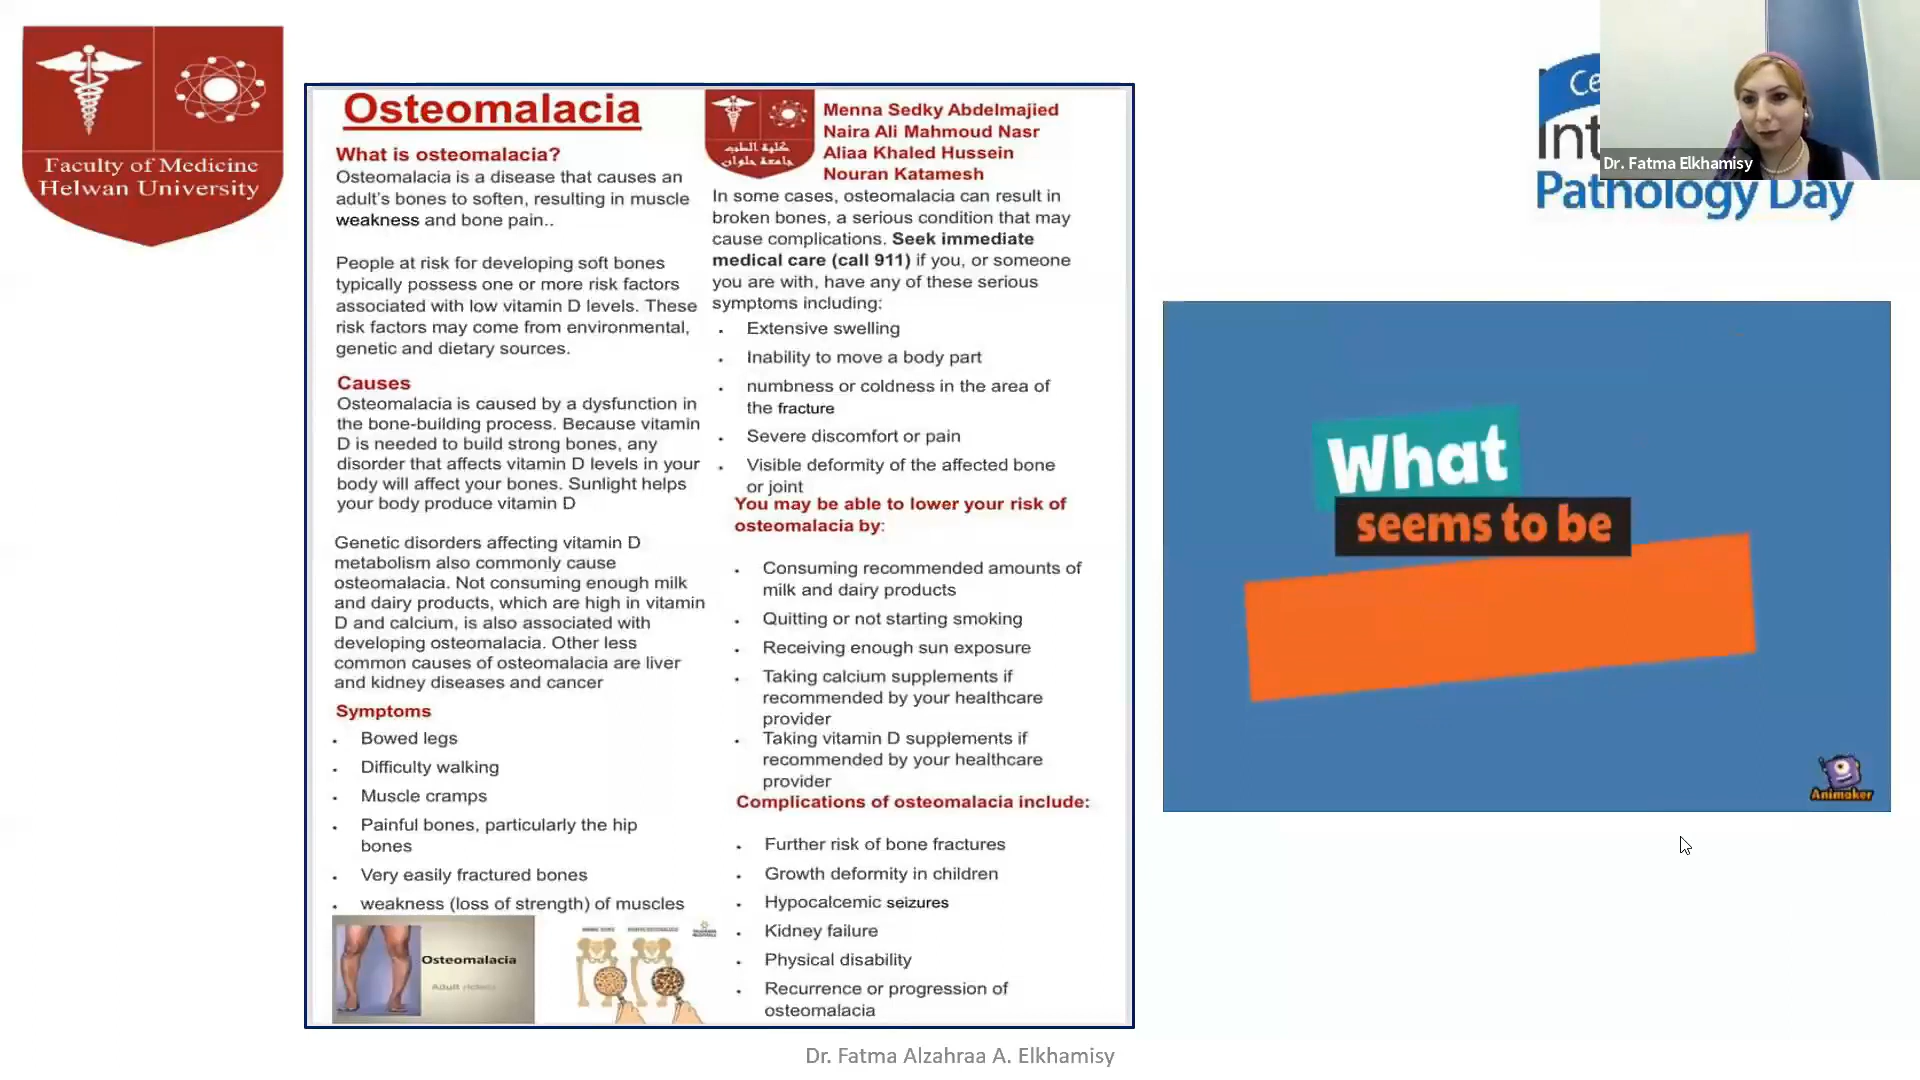 Faculty of Medicine
Helwan University
Osteomalacia
What is osteomalacia?
Osteomalacia is a disease that causes an
adult's bones to soften, resulting in muscle
weakness and bone pain..
People at risk for developing soft bones
typically possess one or more risk factors
associated with low vitamin D levels. These
risk factors may come from environmental,
genetic and dietary sources.
Causes
Osteomalacia is caused by a dysfunction in
the bone-building process. Because vitamin
D is needed to build strong bones, any
disorder that affects vitamin D levels in your
body will affect your bones. Sunlight helps
your body produce vitamin D
Genetic disorders affecting vitamin D
metabolism also commonly cause
osteomalacia. Not consuming enough milk
and dairy products, which are high in vitamin
D and calcium, is also associated with
developing osteomalacia. Other less
common causes of osteomalacia are liver
and kidney diseases and cancer
Symptoms
• Bowed legs
• Difficulty walking
• Muscle cramps
• Painful bones, particularly the hip
bones
• Very easily fractured bones
• weakness (loss of strength) of muscles
Osteomalacia
Adult
كلية الطب
جامعة حلوان
Menna Sedky Abdelmajied
Naira Ali Mahmoud Nasr
Aliaa Khaled Hussein
Nouran Katamesh
In some cases, osteomalacia can result in
broken bones, a serious condition that may
cause complications. Seek immediate
medical care (call 911) if you, or someone
you are with, have any of these serious
symptoms including:
• Extensive swelling
• Inability to move a body part
• numbness or coldness in the area of
the fracture
• Severe discomfort or pain
• Visible deformity of the affected bone
or joint
You may be able to lower your risk of
osteomalacia by:
• Consuming recommended amounts of
milk and dairy products
• Quitting or not starting smoking
• Receiving enough sun exposure
• Taking calcium supplements if
recommended by your healthcare
provider
• Taking vitamin D supplements if
recommended by your healthcare
provider
Complications of osteomalacia include:
• Further risk of bone fractures
• Growth deformity in children
• Hypocalcemic seizures
• Kidney failure
• Physical disability
• Recurrence or progression of
osteomalacia
Ce
Int
Pathology Day
Dr. Fatma Elkhamisy
What
seems to be
Animaker
Dr. Fatma Alzahraa A. Elkhamisy